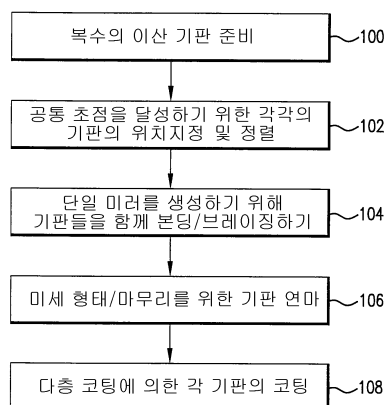 복수의 이산 기판 준비
100
공통 초점을 달성하기 위한 각각의
기판의 위치지정 및 정렬
102
단일 미러를 생성하기 위해
기판들을 함께 본딩/브레이징하기
104
미세 형태/마무리를 위한 기판 연마
106
다층 코팅에 의한 각 기판의 코팅
108